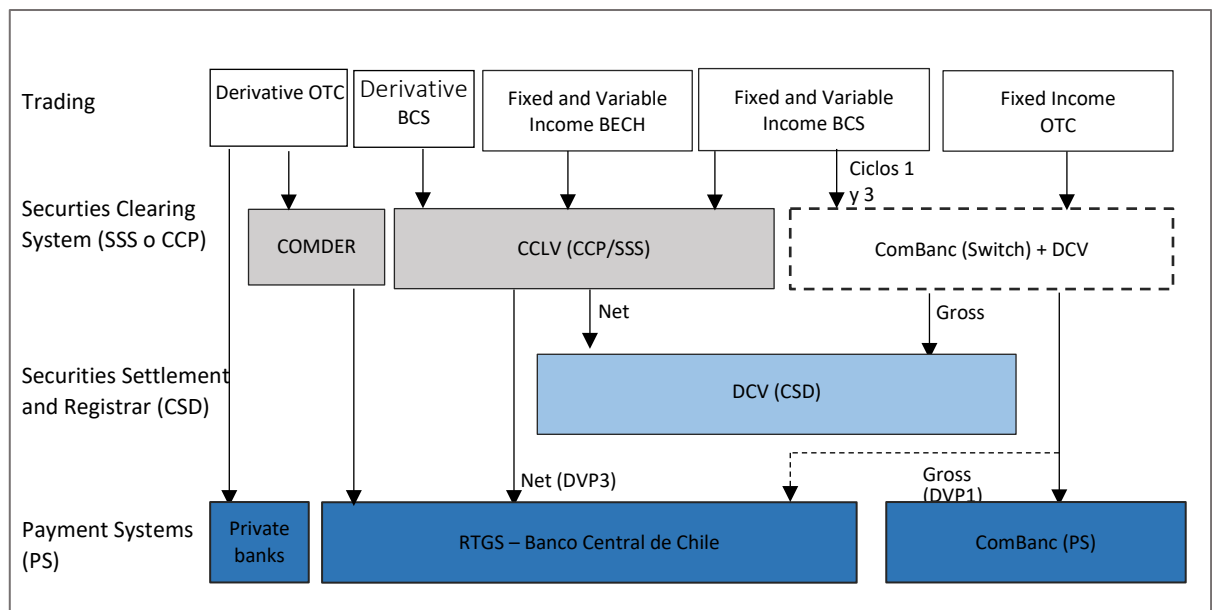 Trading
Derivative OTC
Derivative
BCS
Fixed and Variable
Income BECH
Fixed and Variable
Income BCS
Fixed Income
OTC
Ciclos 1
y 3
Securties Clearing
System (SSS o CCP)
COMDER
CCLV (CCP/SSS)
ComBanc (Switch) + DCV
Net
Gross
Securities Settlement
and Registrar (CSD)
DCV (CSD)
Net (DVP3)
Gross
(DVP1)
Payment Systems
(PS)
Private
banks
RTGS – Banco Central de Chile
ComBanc (PS)